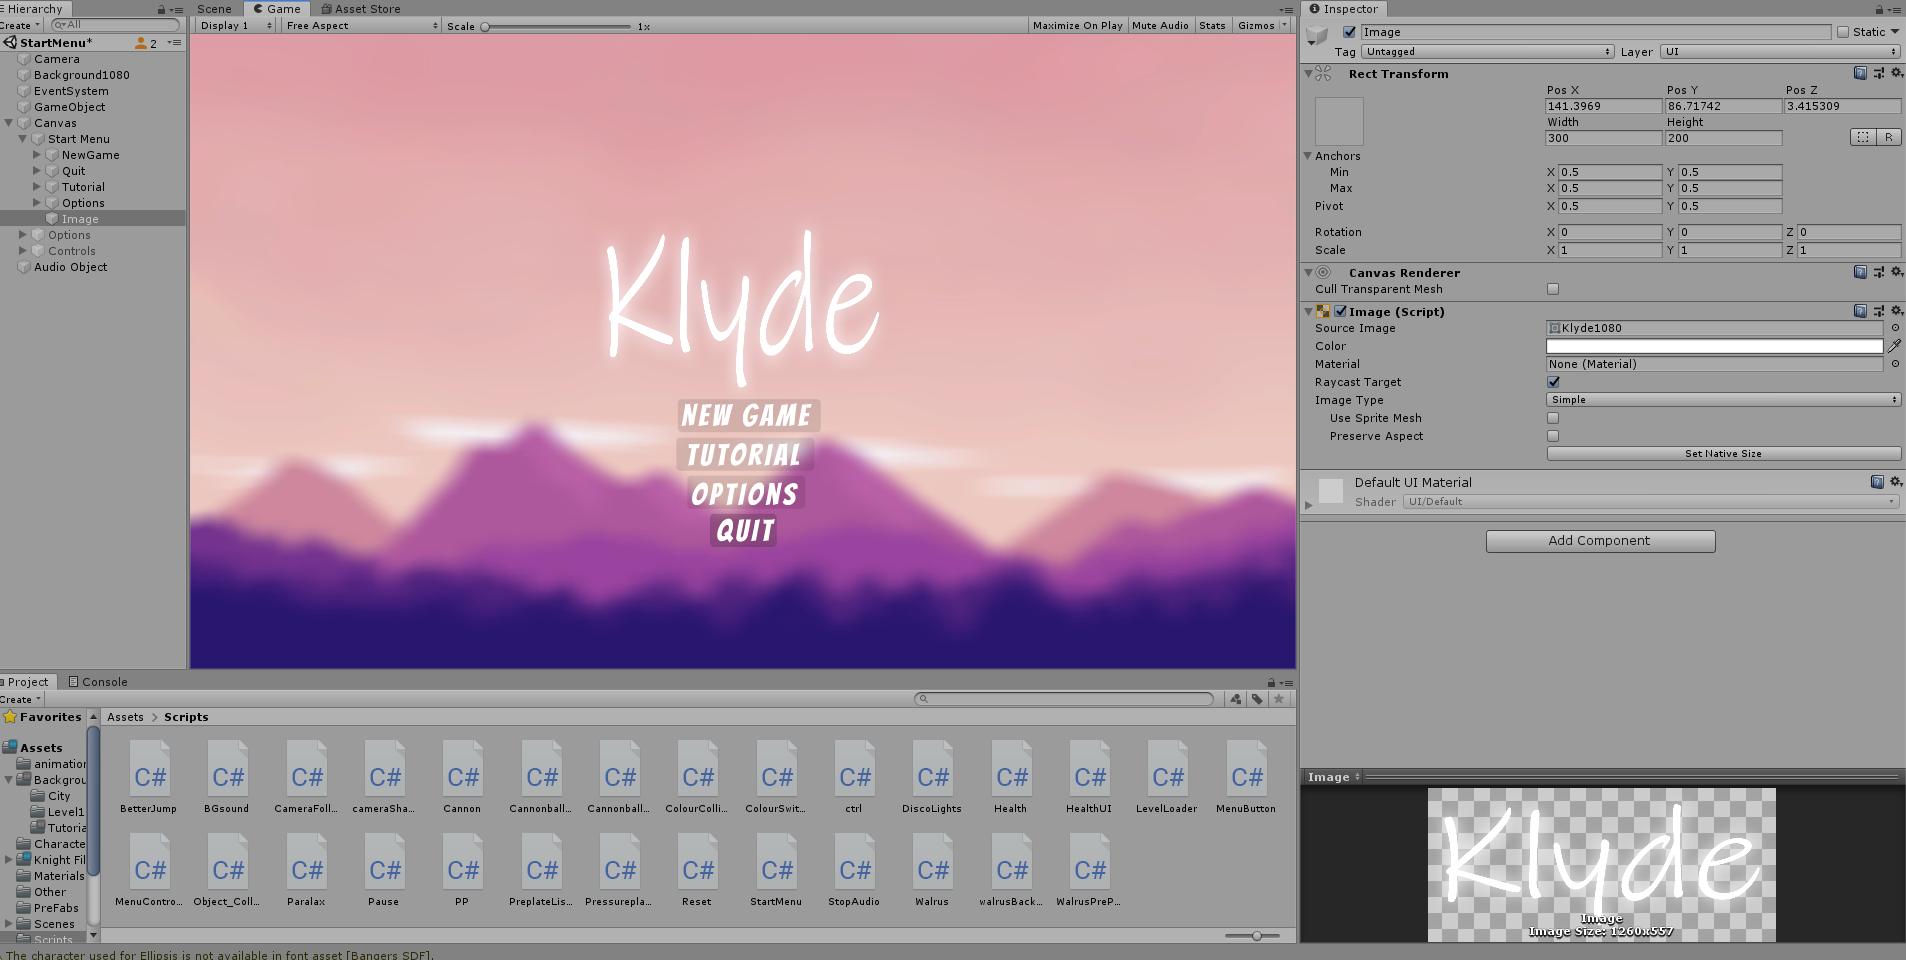 Hierarchy
Create
All
StartMenu*
2
Camera
Background1080
EventSystem
GameObject
Canvas
Start Menu
NewGame
Quit
Tutorial
Options
Image
Options
Controls
Audio Object
Scene
Game
Asset Store
Display 1
Free Aspect
Scale
1x
Maximize On Play
Mute Audio
Stats
Gizmos
Klyde
NEW GAME
TUTORIAL
OPTIONS
QUIT
Inspector
Image
Static
Tag Untagged
Layer UI
Rect Transform
Pos X Pos Y Pos Z
141.3969 86.71742 3.415309
Width Height
300 200
R
Anchors
Min X 0.5 Y 0.5
Max X 0.5 Y 0.5
Pivot X 0.5 Y 0.5
Rotation X 0 Y 0 Z 0
Scale X 1 Y 1 Z 1
Canvas Renderer
Cull Transparent Mesh
Image (Script)
Source Image Klyde1080
Color
Material None (Material)
Raycast Target
Image Type Simple
Use Sprite Mesh
Preserve Aspect
Set Native Size
Default UI Material
Shader UI/Default
Add Component
Image
Klyde
Image
Image Size: 1260x557
Project
Console
Create
Favorites
Assets
animation
Backgrou
City
Level1
Tutoria
Characte
Knight Fil
Materials
Other
PreFabs
Scenes
Scripts
Assets > Scripts
C# C# C# C# C# C# C# C# C# C# C# C# C# C# C#
BetterJump BGsound CameraFoll... cameraSha... Cannon Cannonball... Cannonball... ColourColli... ColourSwit... ctrl DiscoLights Health HealthUI LevelLoader MenuButton
C# C# C# C# C# C# C# C# C# C# C# C# C#
MenuContro... Object_Coll... Paralax Pause PP PreplateLis... Pressurepla... Reset StartMenu StopAudio Walrus walrusBack... WalrusPreP...
The character used for Ellipsis is not available in font asset [Bangers SDF].